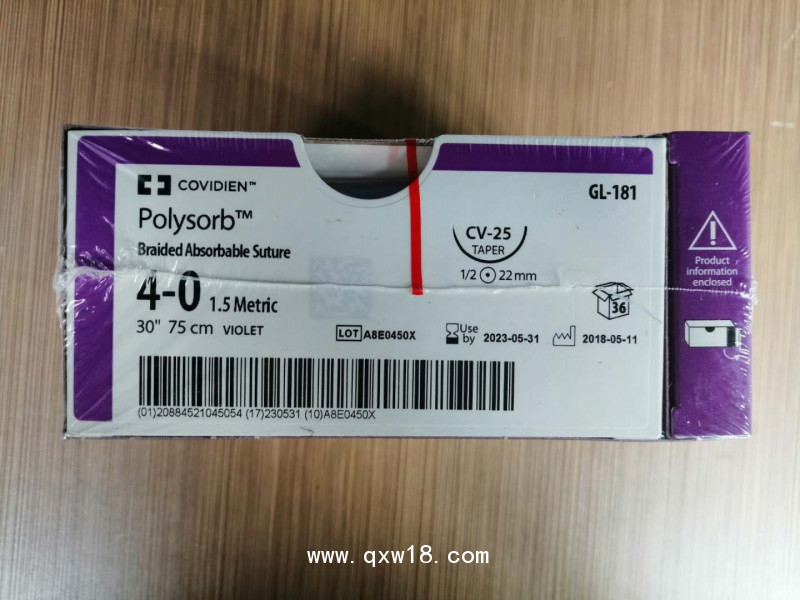 COVIDIEN™
GL-181
Polysorb™
Braided Absorbable Suture
CV-25
TAPER
1/2 22 mm
4-0 1.5 Metric
30" 75 cm VIOLET
36
LOT A8E0450X
Use by 2023-05-31
2018-05-11
(01)20884521045054 (17)230531 (10)A8E0450X
Product
information
enclosed
www.qxw18.com